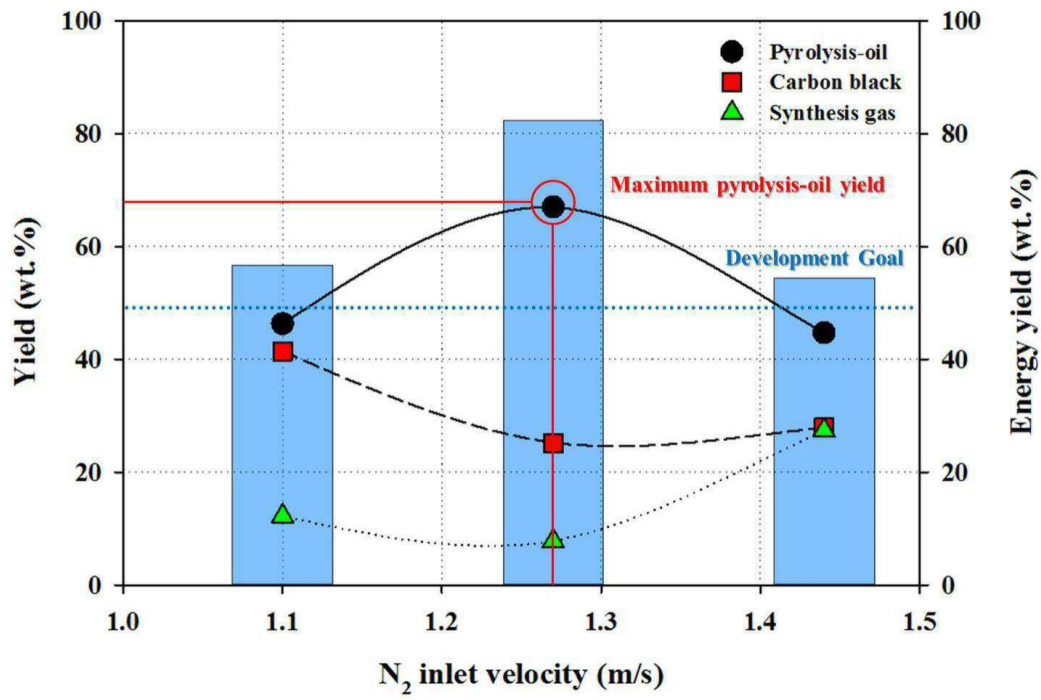 100
80
60
40
20
0
Yield (wt.%)
100
80
60
40
20
0
Energy yield (wt.%)
Pyrolysis-oil
Carbon black
Synthesis gas
Maximum pyrolysis-oil yield
Development Goal
1.0 1.1 1.2 1.3 1.4 1.5
N₂ inlet velocity (m/s)